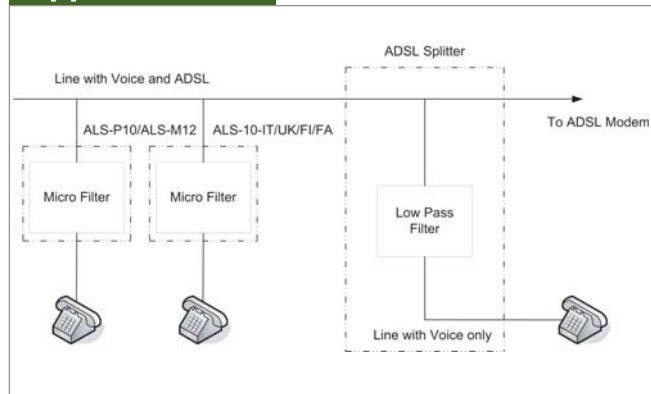 ADSL Splitter
Line with Voice and ADSL
To ADSL Modem
ALS-P10/ALS-M12
ALS-10-IT/UK/FI/FA
Micro Filter
Micro Filter
Low Pass
Filter
Line with Voice only